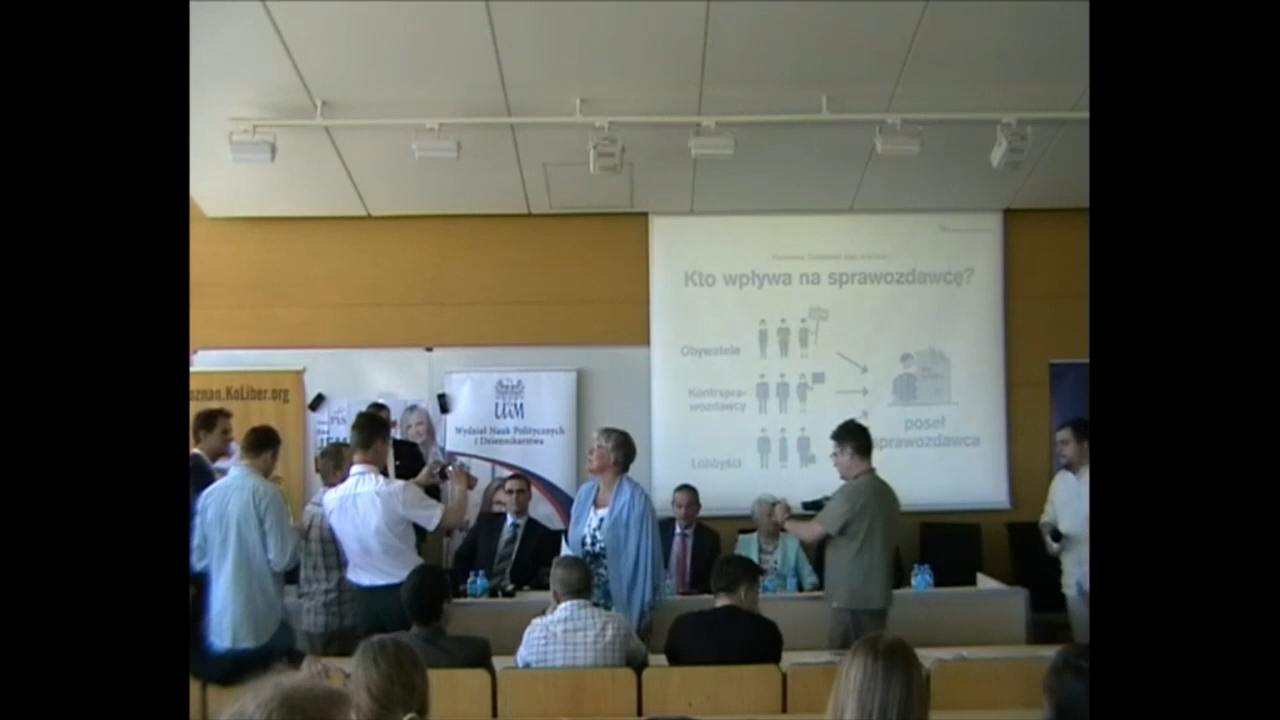 Kto wpływa na sprawozdawcę?
Obywatele
Kontrspra-
wozdawcy
Lobbyści
poseł
sprawozdawca
oznan.KoLiber.org
UAM
Wydział Nauk Politycznych
i Dziennikarstwa